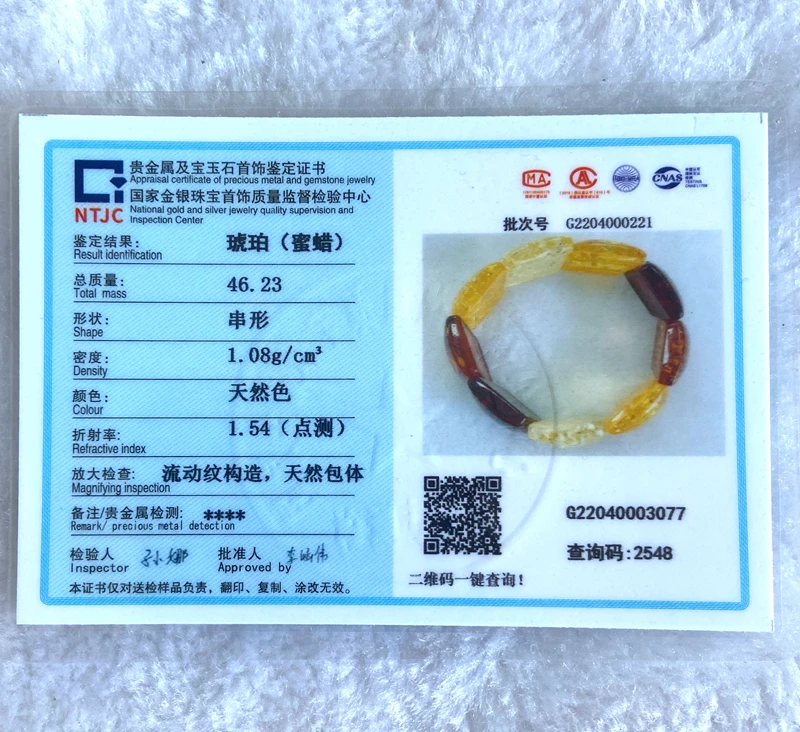 贵金属及宝玉石首饰鉴定证书
Appraisal certificate of precious metal and gemstone jewelry
国家金银珠宝首饰质量监督检验中心
National gold and silver jewelry quality supervision and
Inspection Center
NTJC
鉴定结果: 琥珀（蜜蜡）
Result identification
总质量: 46.23
Total mass
形状: 串形
Shape
密度: 1.08g/cm³
Density
颜色: 天然色
Colour
折射率: 1.54（点测）
Refractive index
放大检查: 流动纹构造，天然包体
Magnifying inspection
备注/贵金属检测: ****
Remark/ precious metal detection
检验人 孙娜 批准人
Inspector Approved by
本证书仅对送检样品负责，翻印、复制、涂改无效。
MA
CNAS
批次号 G2204000221
G22040003077
查询码:2548
二维码一键查询！